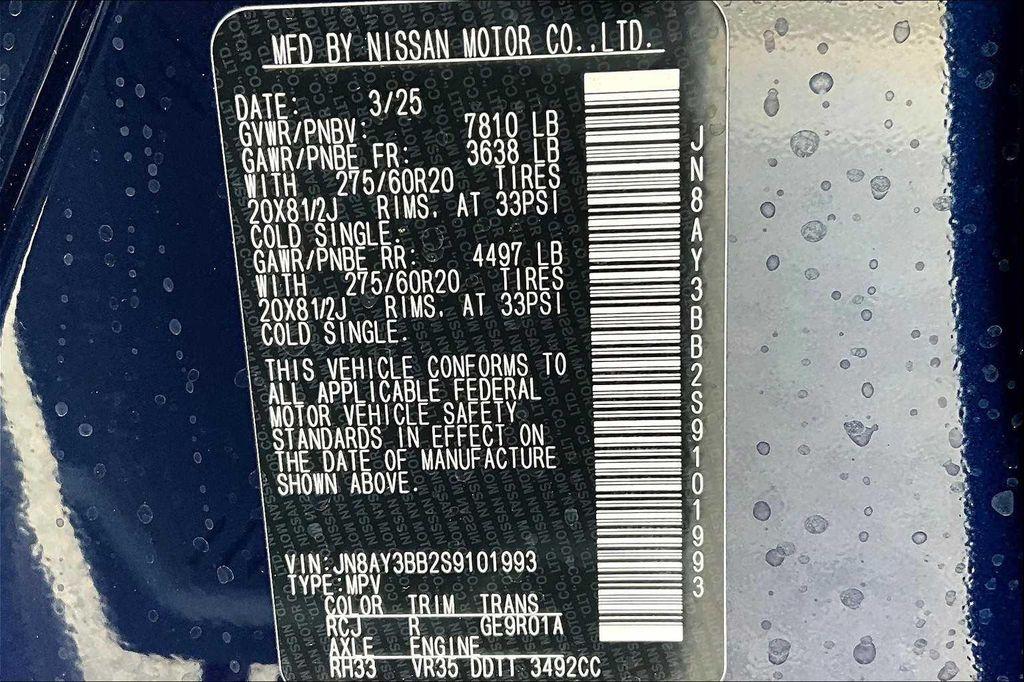 MFD BY NISSAN MOTOR CO.,LTD.
DATE: 3/25
GVWR/PNBV: 7810 LB
GAWR/PNBE FR: 3638 LB
WITH 275/60R20 TIRES
20X81/2J RIMS. AT 33PSI
COLD SINGLE.
GAWR/PNBE RR: 4497 LB
WITH 275/60R20 TIRES
20X81/2J RIMS. AT 33PSI
COLD SINGLE.
THIS VEHICLE CONFORMS TO
ALL APPLICABLE FEDERAL
MOTOR VEHICLE SAFETY
STANDARDS IN EFFECT ON
THE DATE OF MANUFACTURE
SHOWN ABOVE.
VIN:JN8AY3BB2S9101993
TYPE:MPV
COLOR TRIM TRANS
RCJ R GE9R01A
AXLE ENGINE
RH33 VR35 DDTT 3492CC
JN8AY3BB2S9101993